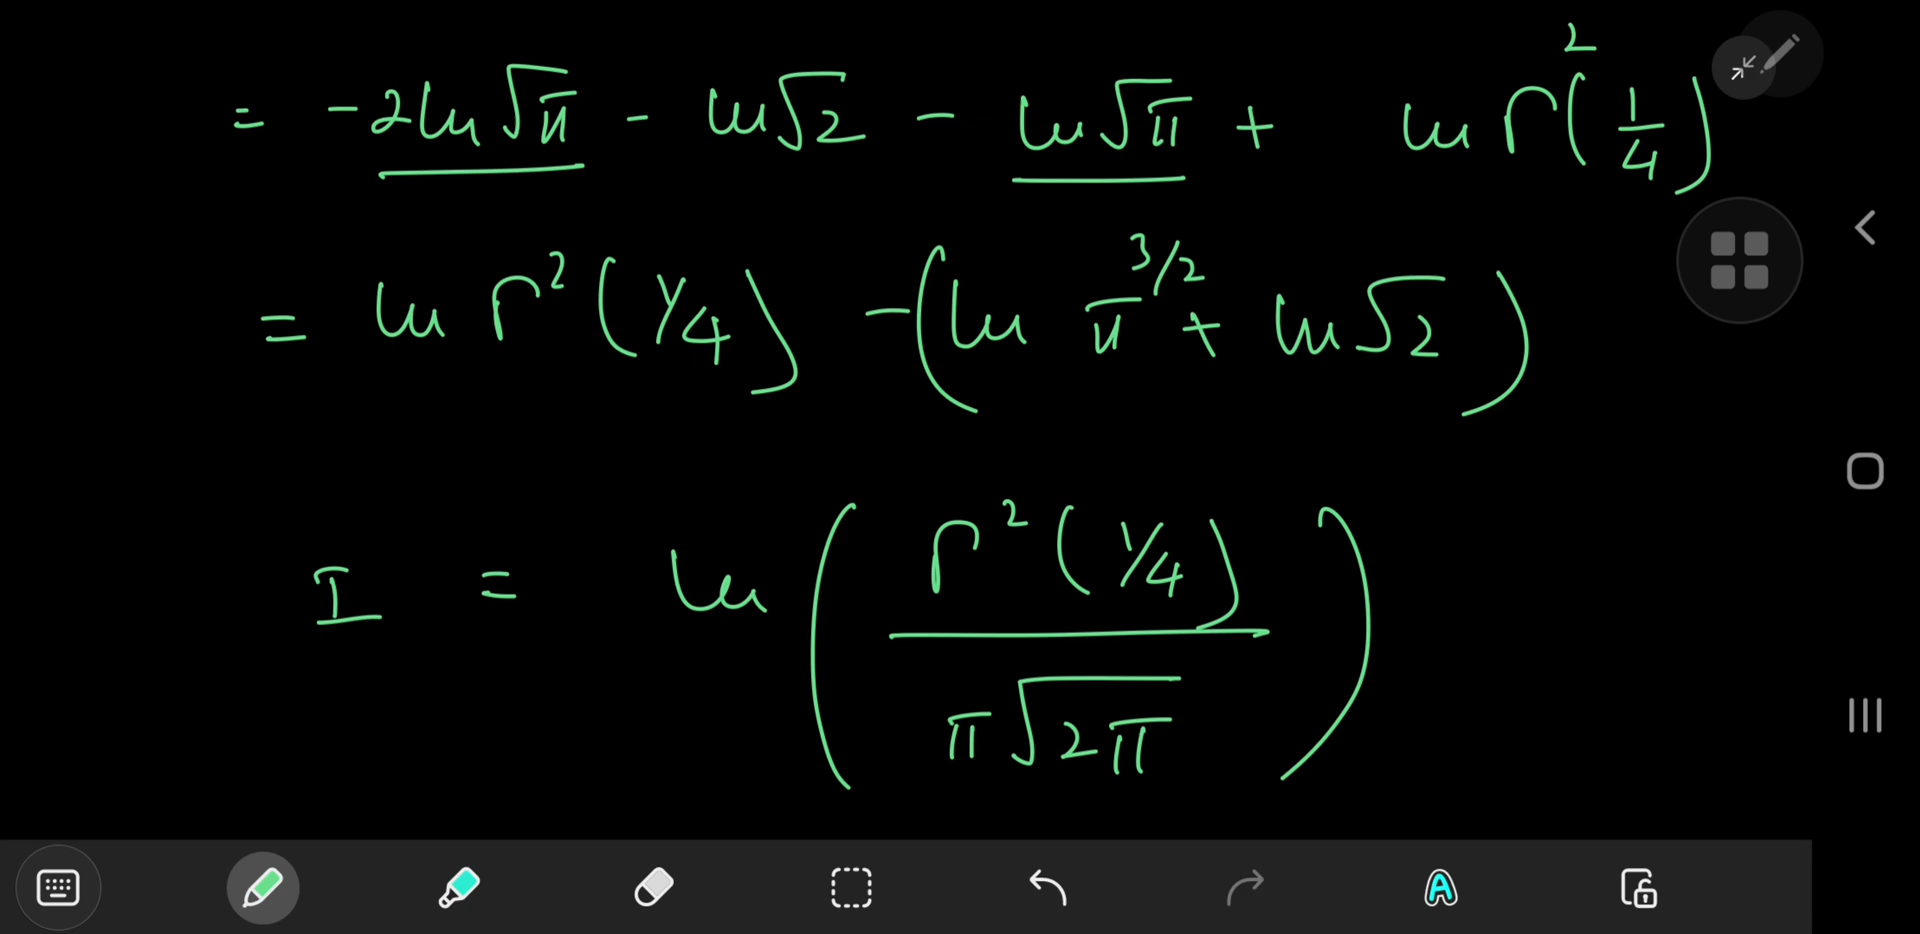 = -2ln√π - ln√2 - ln√π + ln Γ²(1/4)
= ln Γ²(1/4) - (ln π^3/2 + ln√2)
I = ln (Γ²(1/4) / π√2π)
A